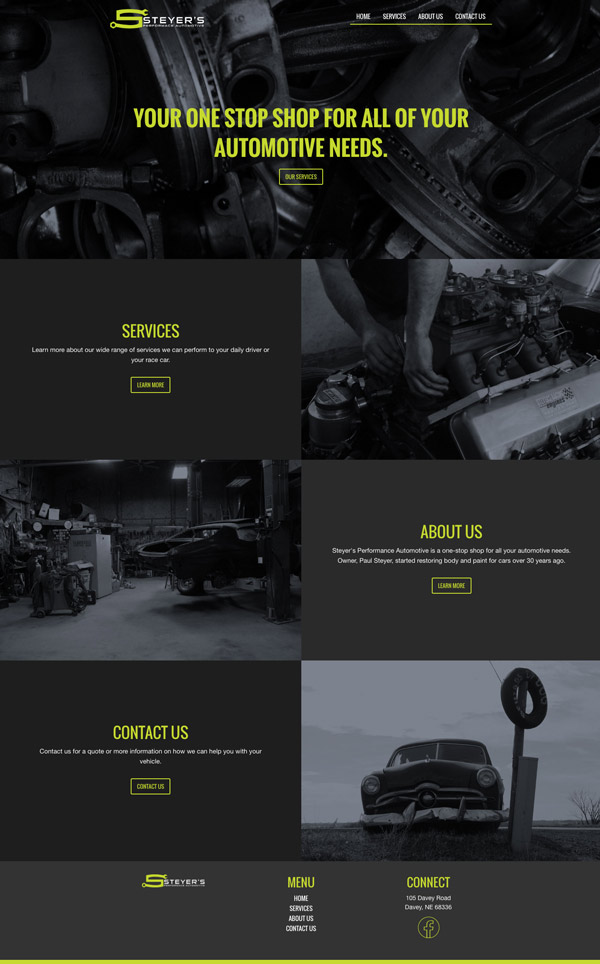 STEYER'S
PERFORMANCE AUTOMOTIVE
HOME SERVICES ABOUT US CONTACT US
YOUR ONE STOP SHOP FOR ALL OF YOUR
AUTOMOTIVE NEEDS.
OUR SERVICES
SERVICES
Learn more about our wide range of services we can perform to your daily driver or
your race car.
LEARN MORE
ABOUT US
Steyer's Performance Automotive is a one-stop shop for all your automotive needs.
Owner, Paul Steyer, started restoring body and paint for cars over 30 years ago.
LEARN MORE
CONTACT US
Contact us for a quote or more information on how we can help you with your
vehicle.
CONTACT US
STEYER'S
MENU
HOME
SERVICES
ABOUT US
CONTACT US
CONNECT
105 Davey Road
Davey, NE 68336